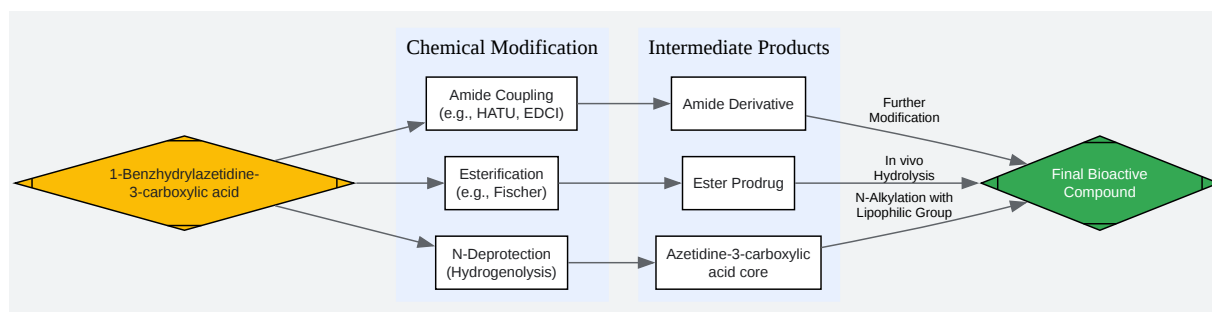 Chemical Modification
Intermediate Products
1-Benzhydrylazetidine-
3-carboxylic acid
Amide Coupling
(e.g., HATU, EDCI)
Amide Derivative
Further
Modification
Esterification
(e.g., Fischer)
Ester Prodrug
In vivo
Hydrolysis
N-Deprotection
(Hydrogenolysis)
Azetidine-3-carboxylic
acid core
N-Alkylation with
Lipophilic Group
Final Bioactive
Compound